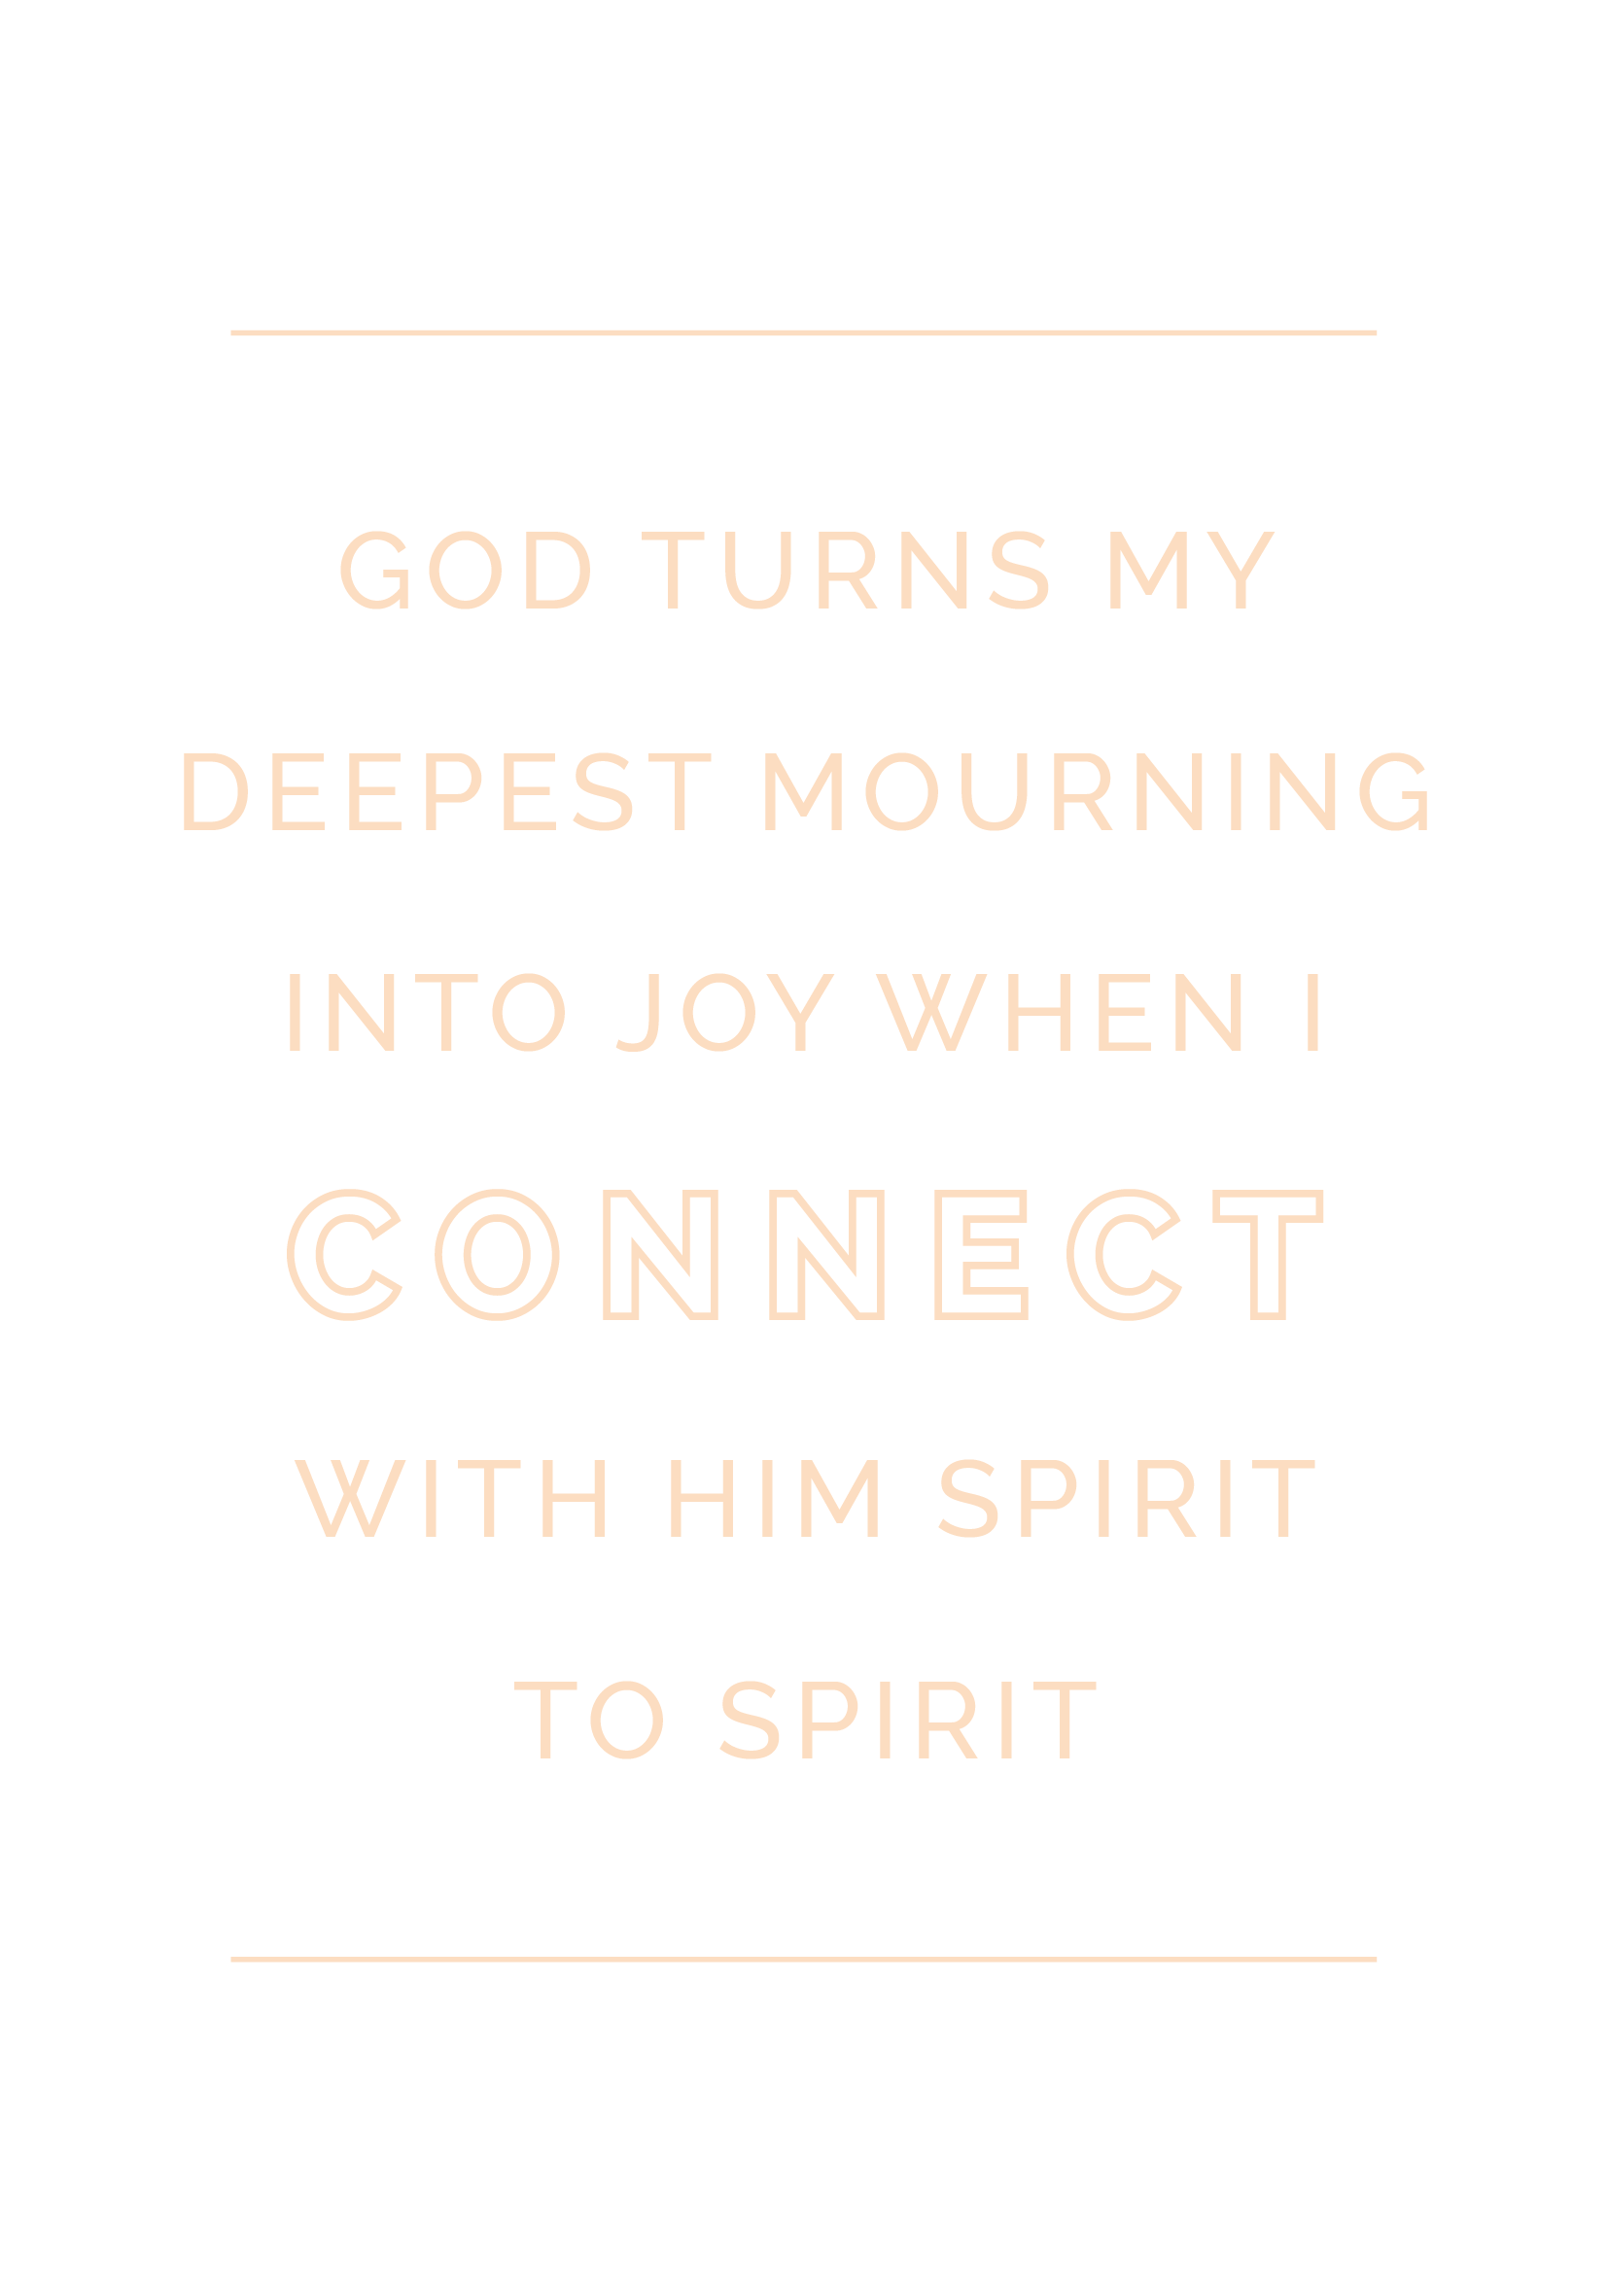 GOD TURNS MY
DEEPEST MOURNING
INTO JOY WHEN I
CONNECT
WITH HIM SPIRIT
TO SPIRIT